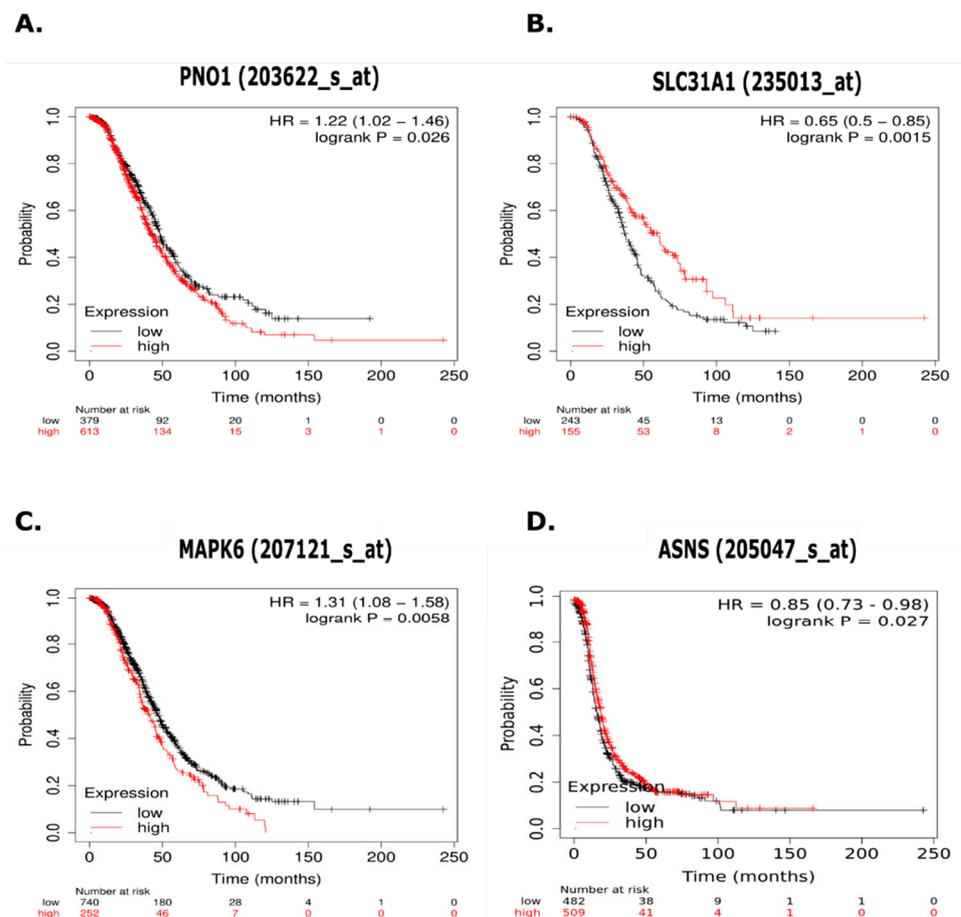 A.
PNO1 (203622_s_at)
HR = 1.22 (1.02 – 1.46)
logrank P = 0.026
Probability
0.0 0.2 0.4 0.6 0.8 1.0
Expression
low
high
0 50 100 150 200 250
Time (months)
Number at risk
low 379 92 20 1 0 0
high 613 134 15 3 1 0
B.
SLC31A1 (235013_at)
HR = 0.65 (0.5 – 0.85)
logrank P = 0.0015
Probability
0.0 0.2 0.4 0.6 0.8 1.0
Expression
low
high
0 50 100 150 200 250
Time (months)
Number at risk
low 243 45 13 0 0 0
high 155 53 8 2 1 0
C.
MAPK6 (207121_s_at)
HR = 1.31 (1.08 – 1.58)
logrank P = 0.0058
Probability
0.0 0.2 0.4 0.6 0.8 1.0
Expression
low
high
0 50 100 150 200 250
Time (months)
Number at risk
low 740 180 28 4 1 0
high 252 46 7 0 0 0
D.
ASNS (205047_s_at)
HR = 0.85 (0.73 - 0.98)
logrank P = 0.027
Probability
0.0 0.2 0.4 0.6 0.8 1.0
Expression
low
high
0 50 100 150 200 250
Time (months)
Number at risk
low 482 38 9 1 1 0
high 509 41 4 1 0 0